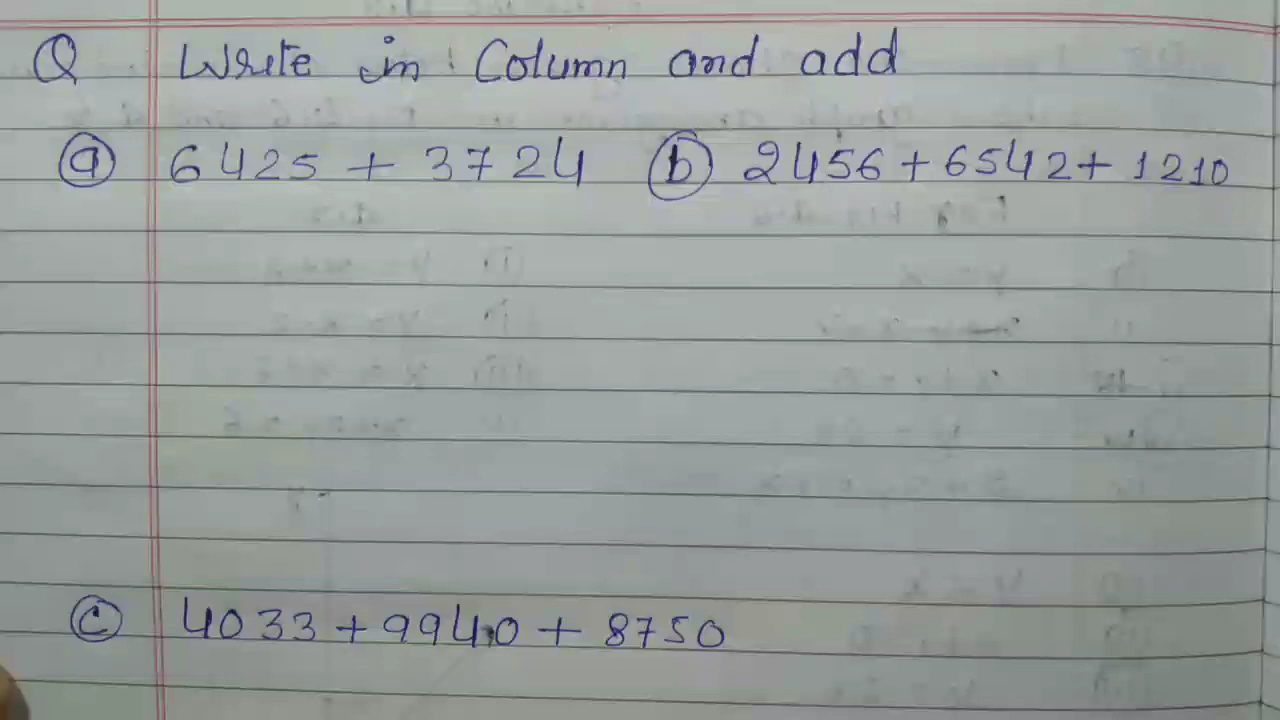 Q Write in Column and add
a 6425 + 3724 b 2456 + 6542 + 1210
c 4033 + 9940 + 8750